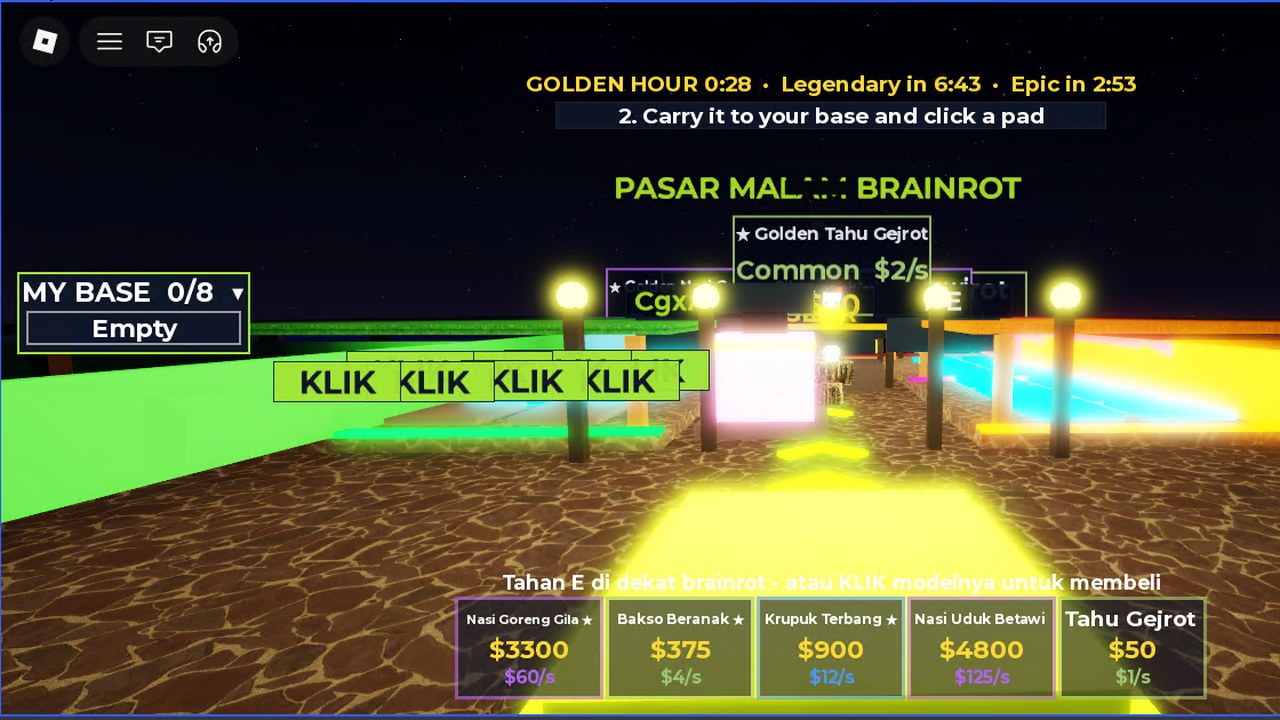 GOLDEN HOUR 0:28 · Legendary in 6:43 · Epic in 2:53
2. Carry it to your base and click a pad
PASAR MALAM BRAINROT
★ Golden Tahu Gejrot
Common $2/s
MY BASE 0/8 ▼
Empty
KLIK KLIK KLIK KLIK
Tahan E di dekat brainrot - atau KLIK modelnya untuk membeli
Nasi Goreng Gila ★
$3300
$60/s
Bakso Beranak ★
$375
$4/s
Krupuk Terbang ★
$900
$12/s
Nasi Uduk Betawi
$4800
$125/s
Tahu Gejrot
$50
$1/s